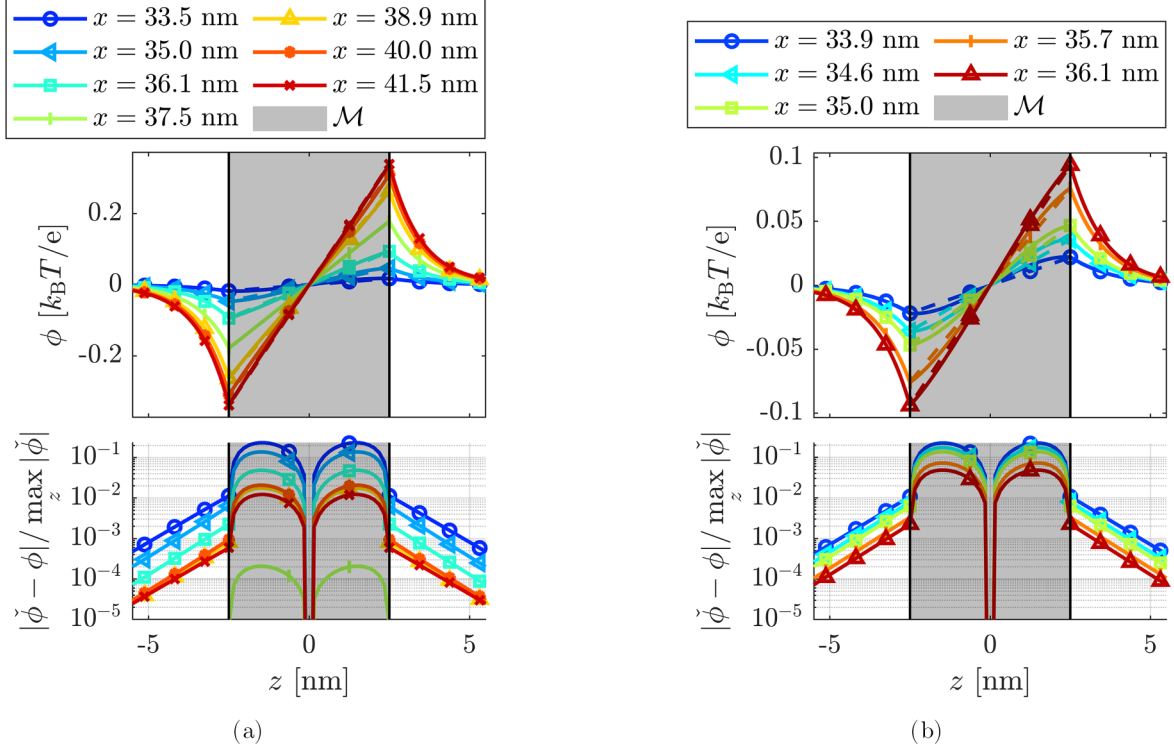 x = 33.5 nm
x = 38.9 nm
x = 35.0 nm
x = 40.0 nm
x = 36.1 nm
x = 41.5 nm
x = 37.5 nm
ℳ
0.2
0
-0.2
ϕ [k_BT/e]
10^-1
10^-2
10^-3
10^-4
10^-5
|ϕ̌ − ϕ|/ max_z |ϕ̌|
-5
0
5
z [nm]
(a)
x = 33.9 nm
x = 35.7 nm
x = 34.6 nm
x = 36.1 nm
x = 35.0 nm
ℳ
0.1
0.05
0
-0.05
-0.1
ϕ [k_BT/e]
10^-1
10^-2
10^-3
10^-4
10^-5
|ϕ̌ − ϕ|/ max_z |ϕ̌|
-5
0
5
z [nm]
(b)